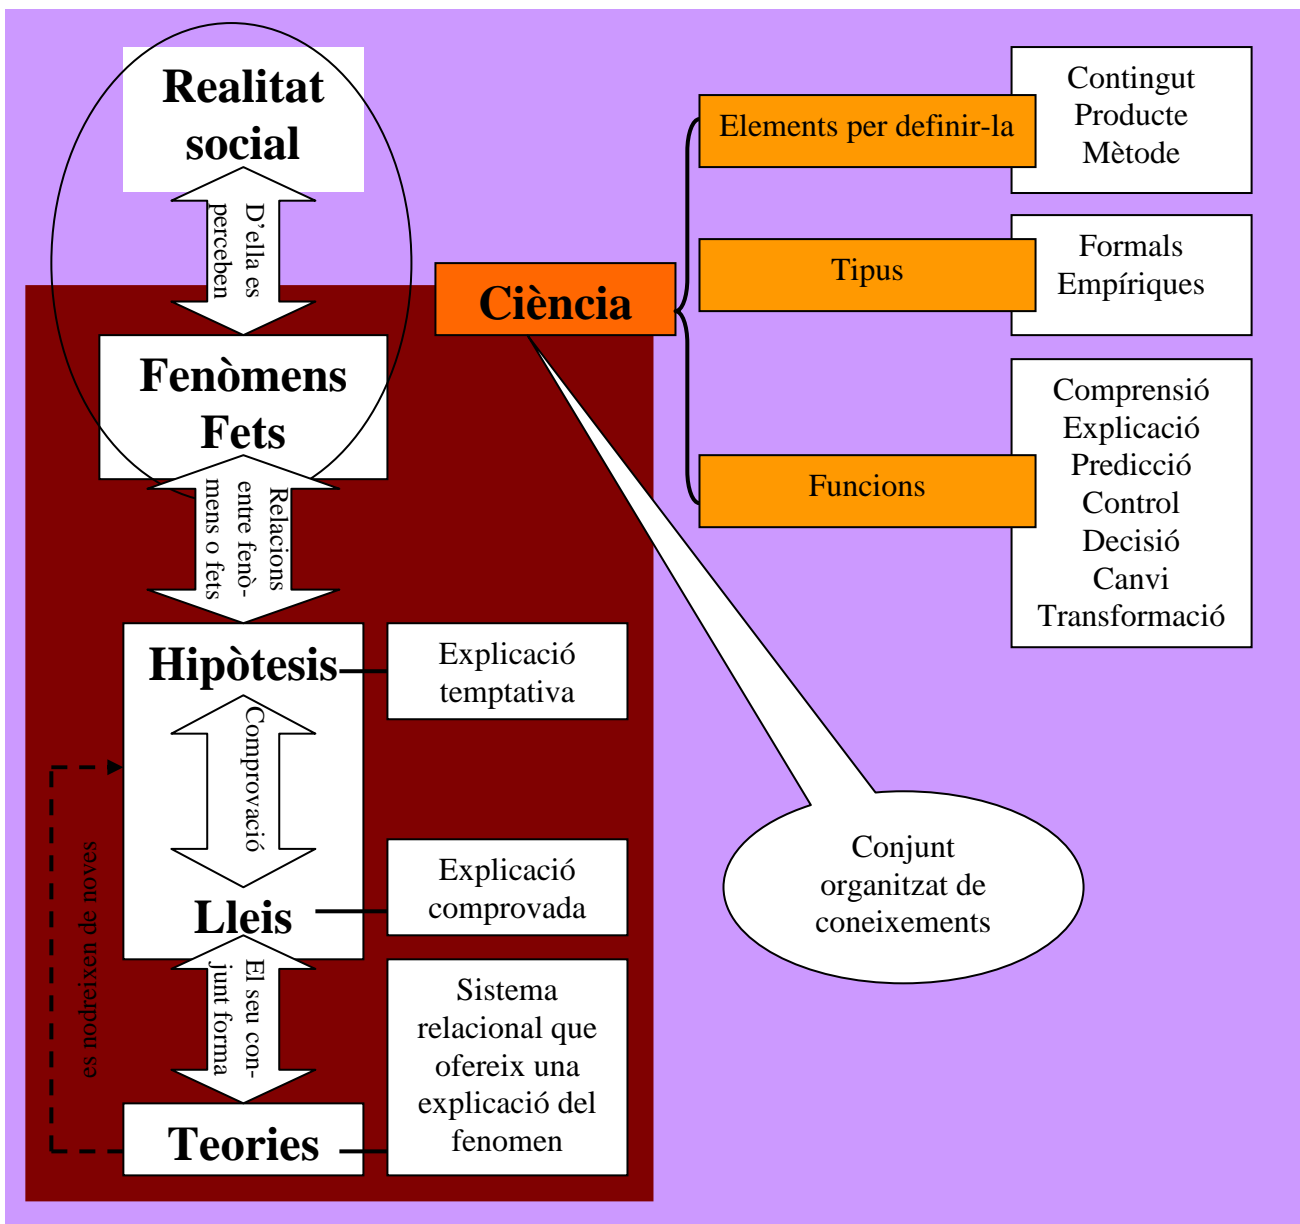 Realitat
social
D'ella es
perceben
Fenòmens
Fets
Relacions
entre fenò-
mens o fets
Hipòtesis
Explicació
temptativa
Comprovació
Lleis
Explicació
comprovada
El seu con-
junt forma
Teories
Sistema
relacional que
ofereix una
explicació del
fenomen
es nodreixen de noves
Ciència
Elements per definir-la
Contingut
Producte
Mètode
Tipus
Formals
Empíriques
Funcions
Comprensió
Explicació
Predicció
Control
Decisió
Canvi
Transformació
Conjunt
organitzat de
coneixements